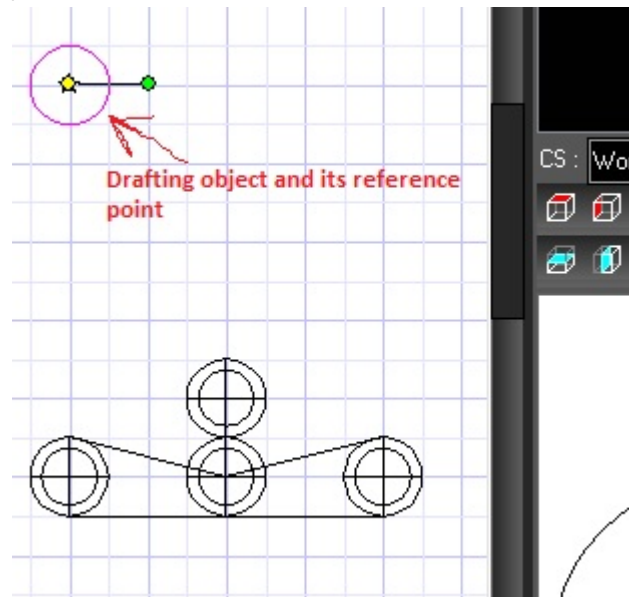 CS : Wo
Drafting object and its reference
point